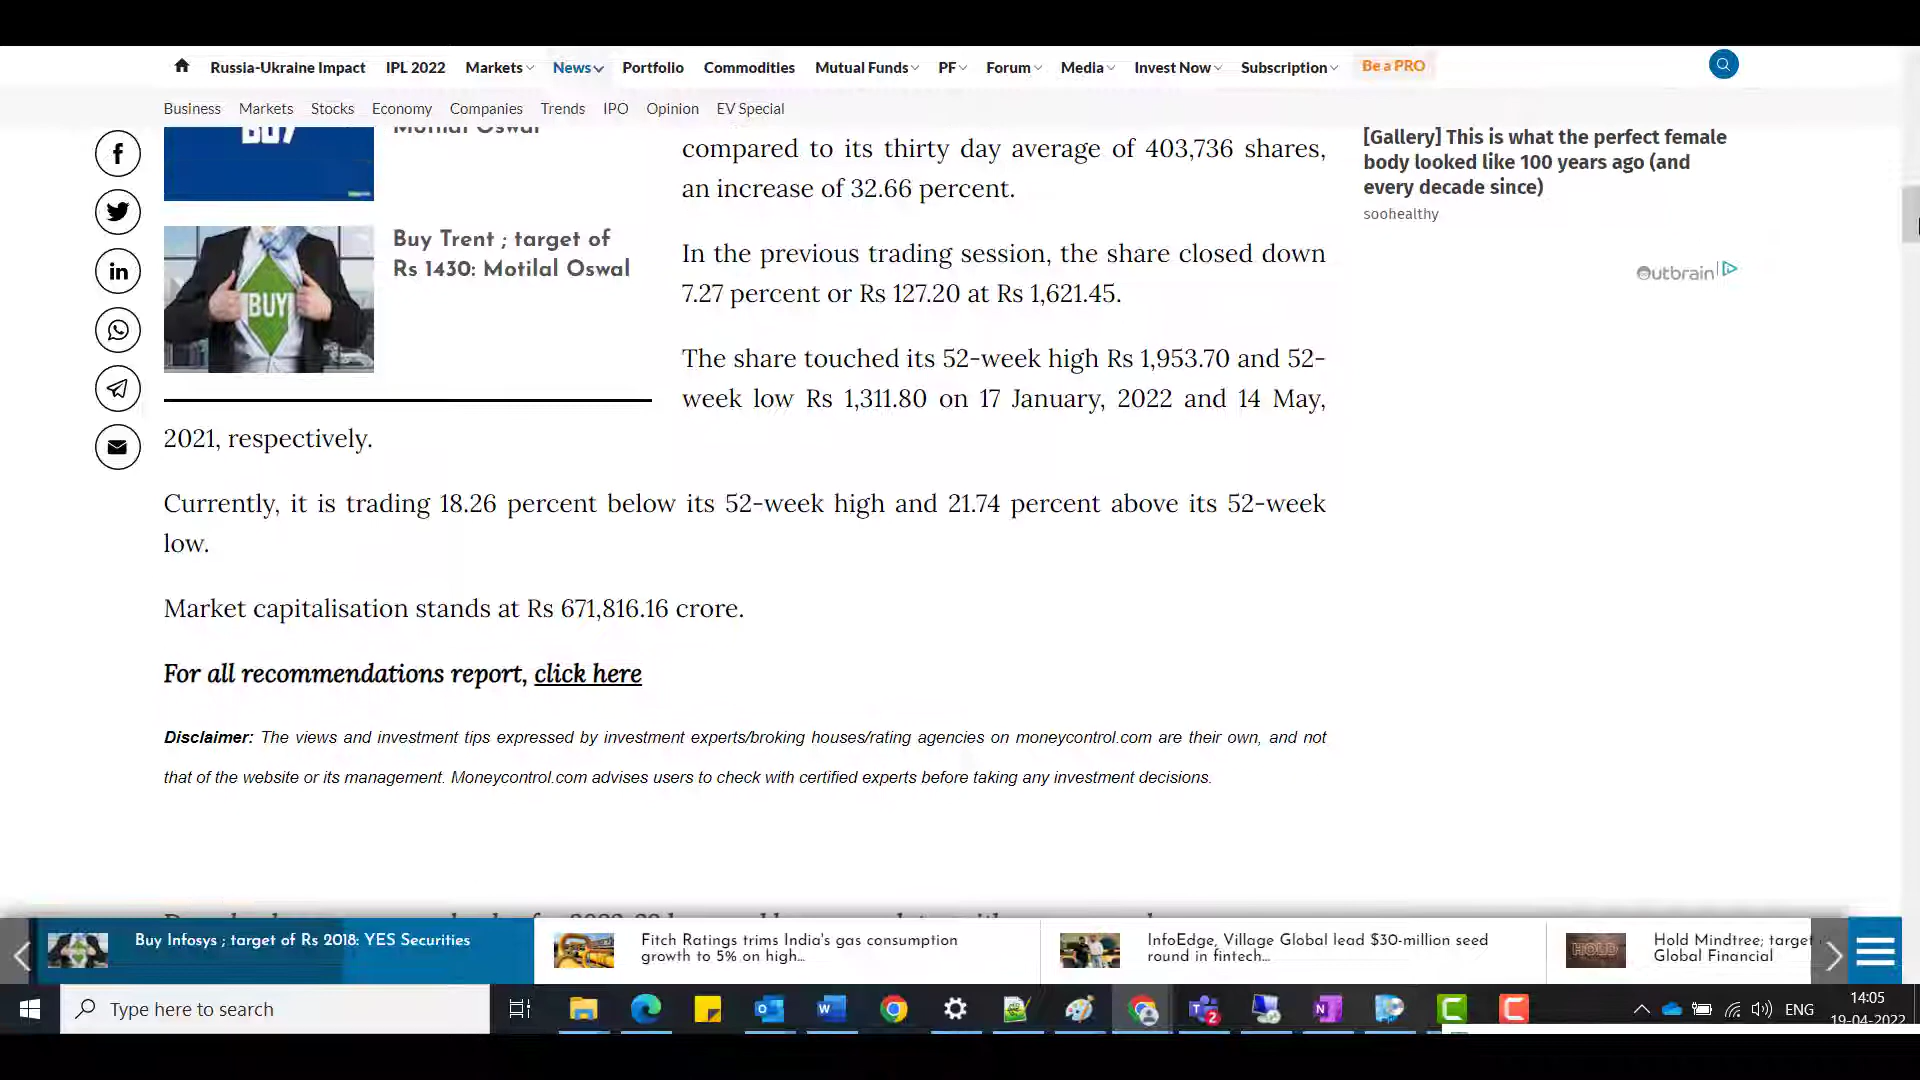 Russia-Ukraine Impact IPL 2022 Markets News Portfolio Commodities Mutual Funds PF Forum Media Invest Now Subscription Be a PRO
Business Markets Stocks Economy Companies Trends IPO Opinion EV Special
BUY
Motilal Oswal
BUY
Buy Trent ; target of
Rs 1430: Motilal Oswal
compared to its thirty day average of 403,736 shares,
an increase of 32.66 percent.
In the previous trading session, the share closed down
7.27 percent or Rs 127.20 at Rs 1,621.45.
The share touched its 52-week high Rs 1,953.70 and 52-
week low Rs 1,311.80 on 17 January, 2022 and 14 May,
2021, respectively.
Currently, it is trading 18.26 percent below its 52-week high and 21.74 percent above its 52-week
low.
Market capitalisation stands at Rs 671,816.16 crore.
For all recommendations report, click here
Disclaimer: The views and investment tips expressed by investment experts/broking houses/rating agencies on moneycontrol.com are their own, and not
that of the website or its management. Moneycontrol.com advises users to check with certified experts before taking any investment decisions.
[Gallery] This is what the perfect female
body looked like 100 years ago (and
every decade since)
soohealthy
Outbrain
Buy Infosys ; target of Rs 2018: YES Securities
Fitch Ratings trims India's gas consumption
growth to 5% on high...
InfoEdge, Village Global lead $30-million seed
round in fintech...
HOLD
Hold Mindtree; target
Global Financial
Type here to search
2
ENG
14:05
19-04-2022